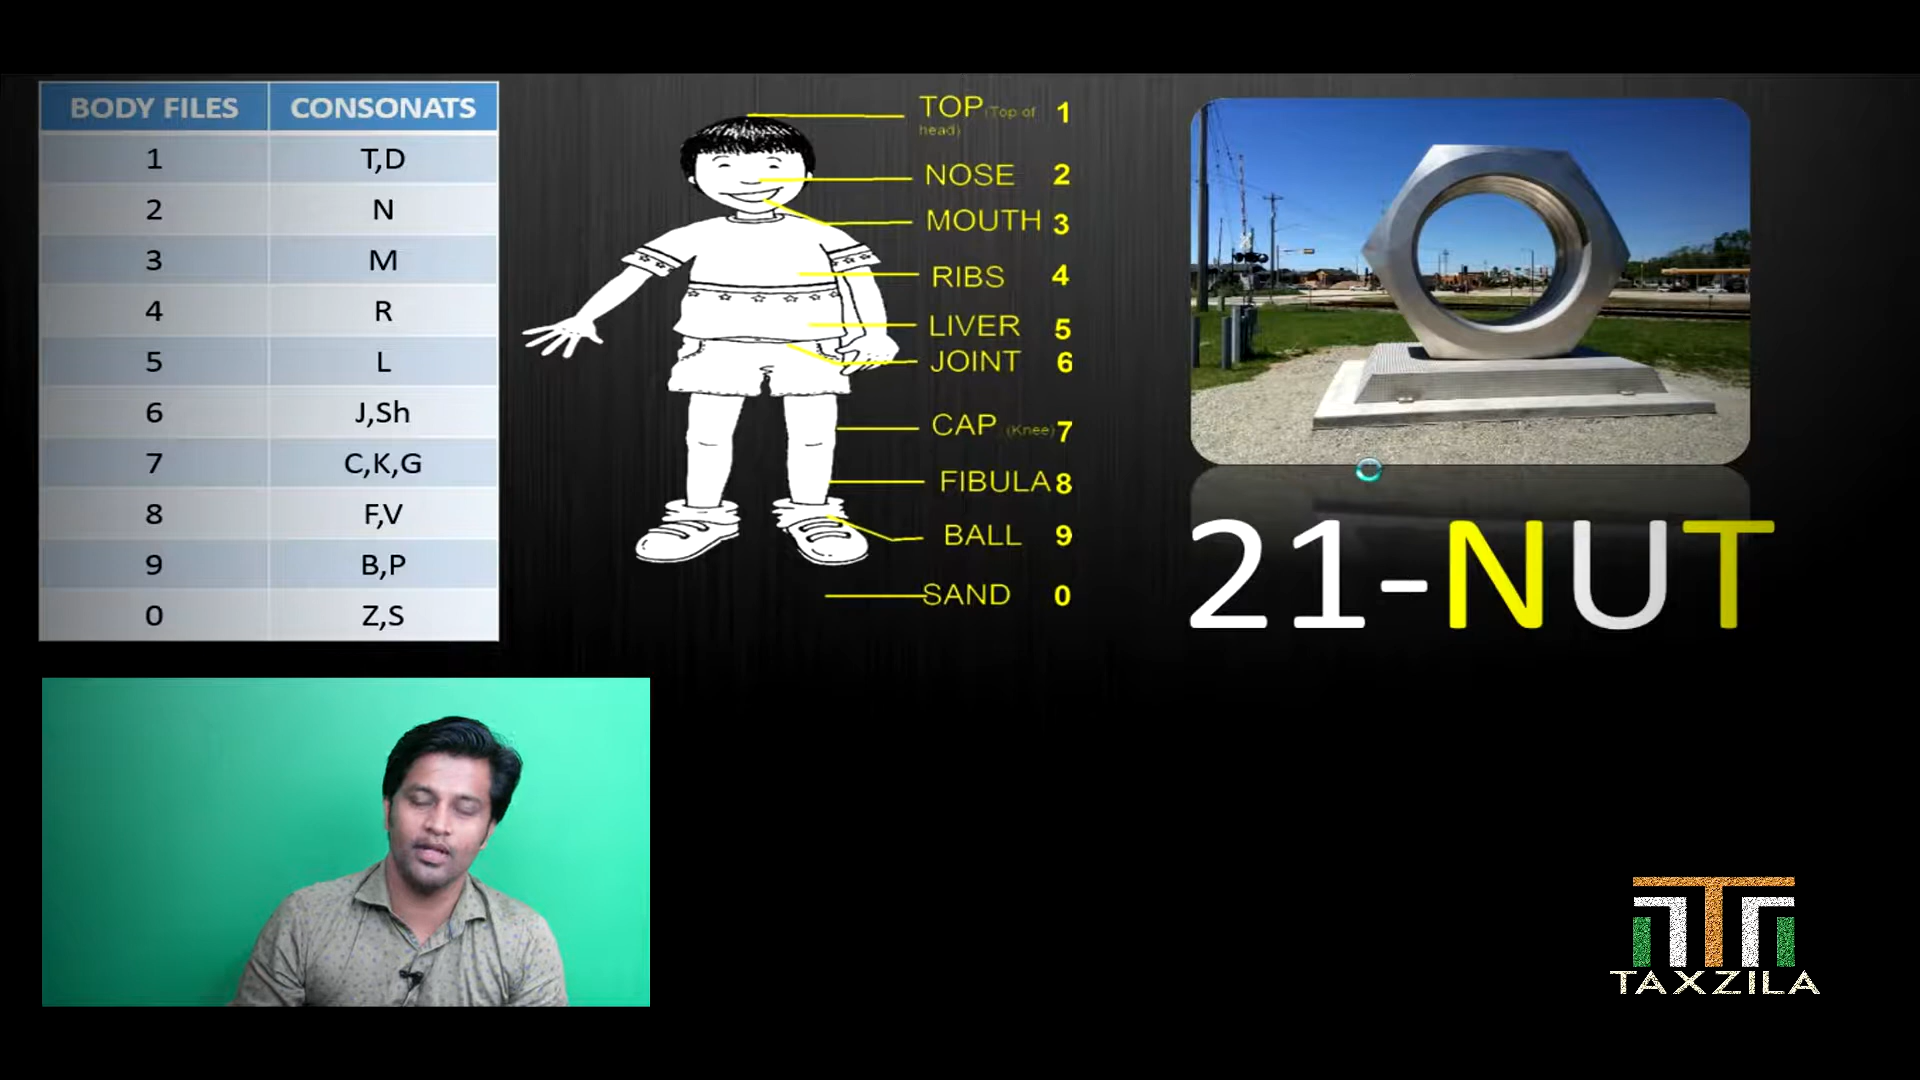 BODY FILES CONSONATS
1 T,D
2 N
3 M
4 R
5 L
6 J,Sh
7 C,K,G
8 F,V
9 B,P
0 Z,S
TOP (Top of head) 1
NOSE 2
MOUTH 3
RIBS 4
LIVER 5
JOINT 6
CAP (Knee) 7
FIBULA 8
BALL 9
SAND 0
21-NUT
TAXZILA